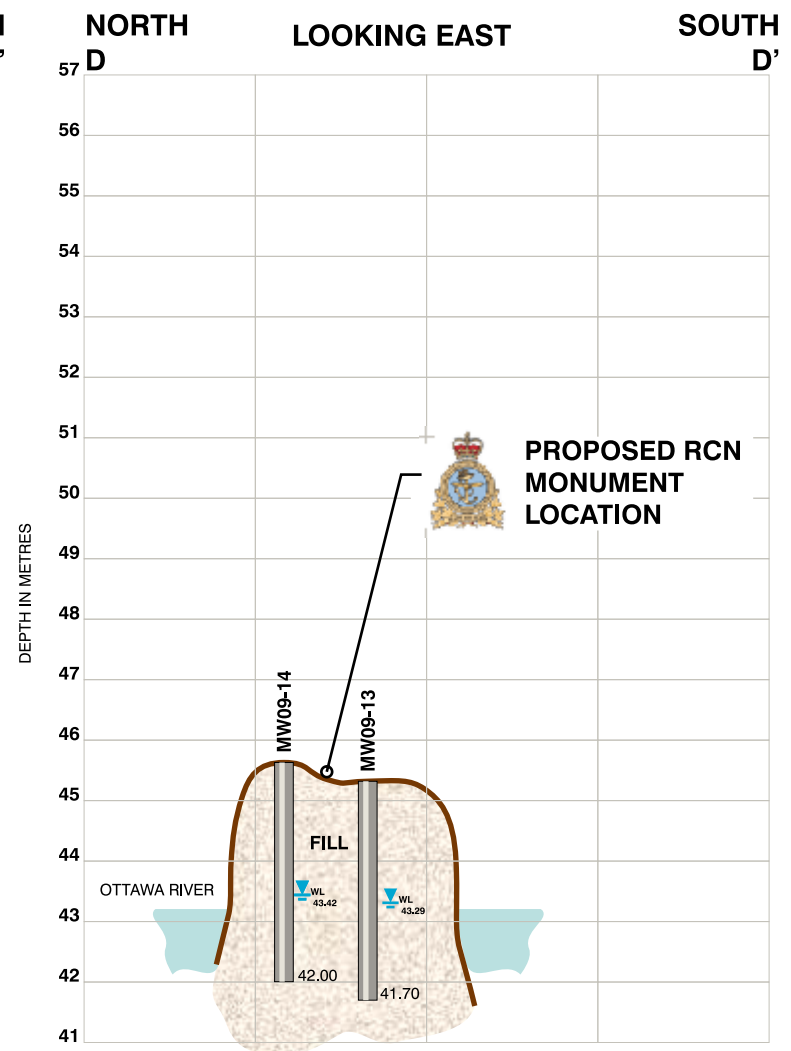 NORTH
D
LOOKING EAST
SOUTH
D'
57
56
55
54
53
52
51
50
49
48
47
46
45
44
43
42
41
DEPTH IN METRES
PROPOSED RCN
MONUMENT
LOCATION
MW09-14
MW09-13
FILL
OTTAWA RIVER
WL
43.42
WL
43.29
42.00
41.70